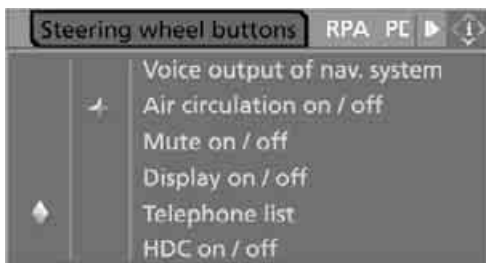 Steering wheel buttons RPA PD
Voice output of nav. system
Air circulation on / off
Mute on / off
Display on / off
Telephone list
HDC on / off